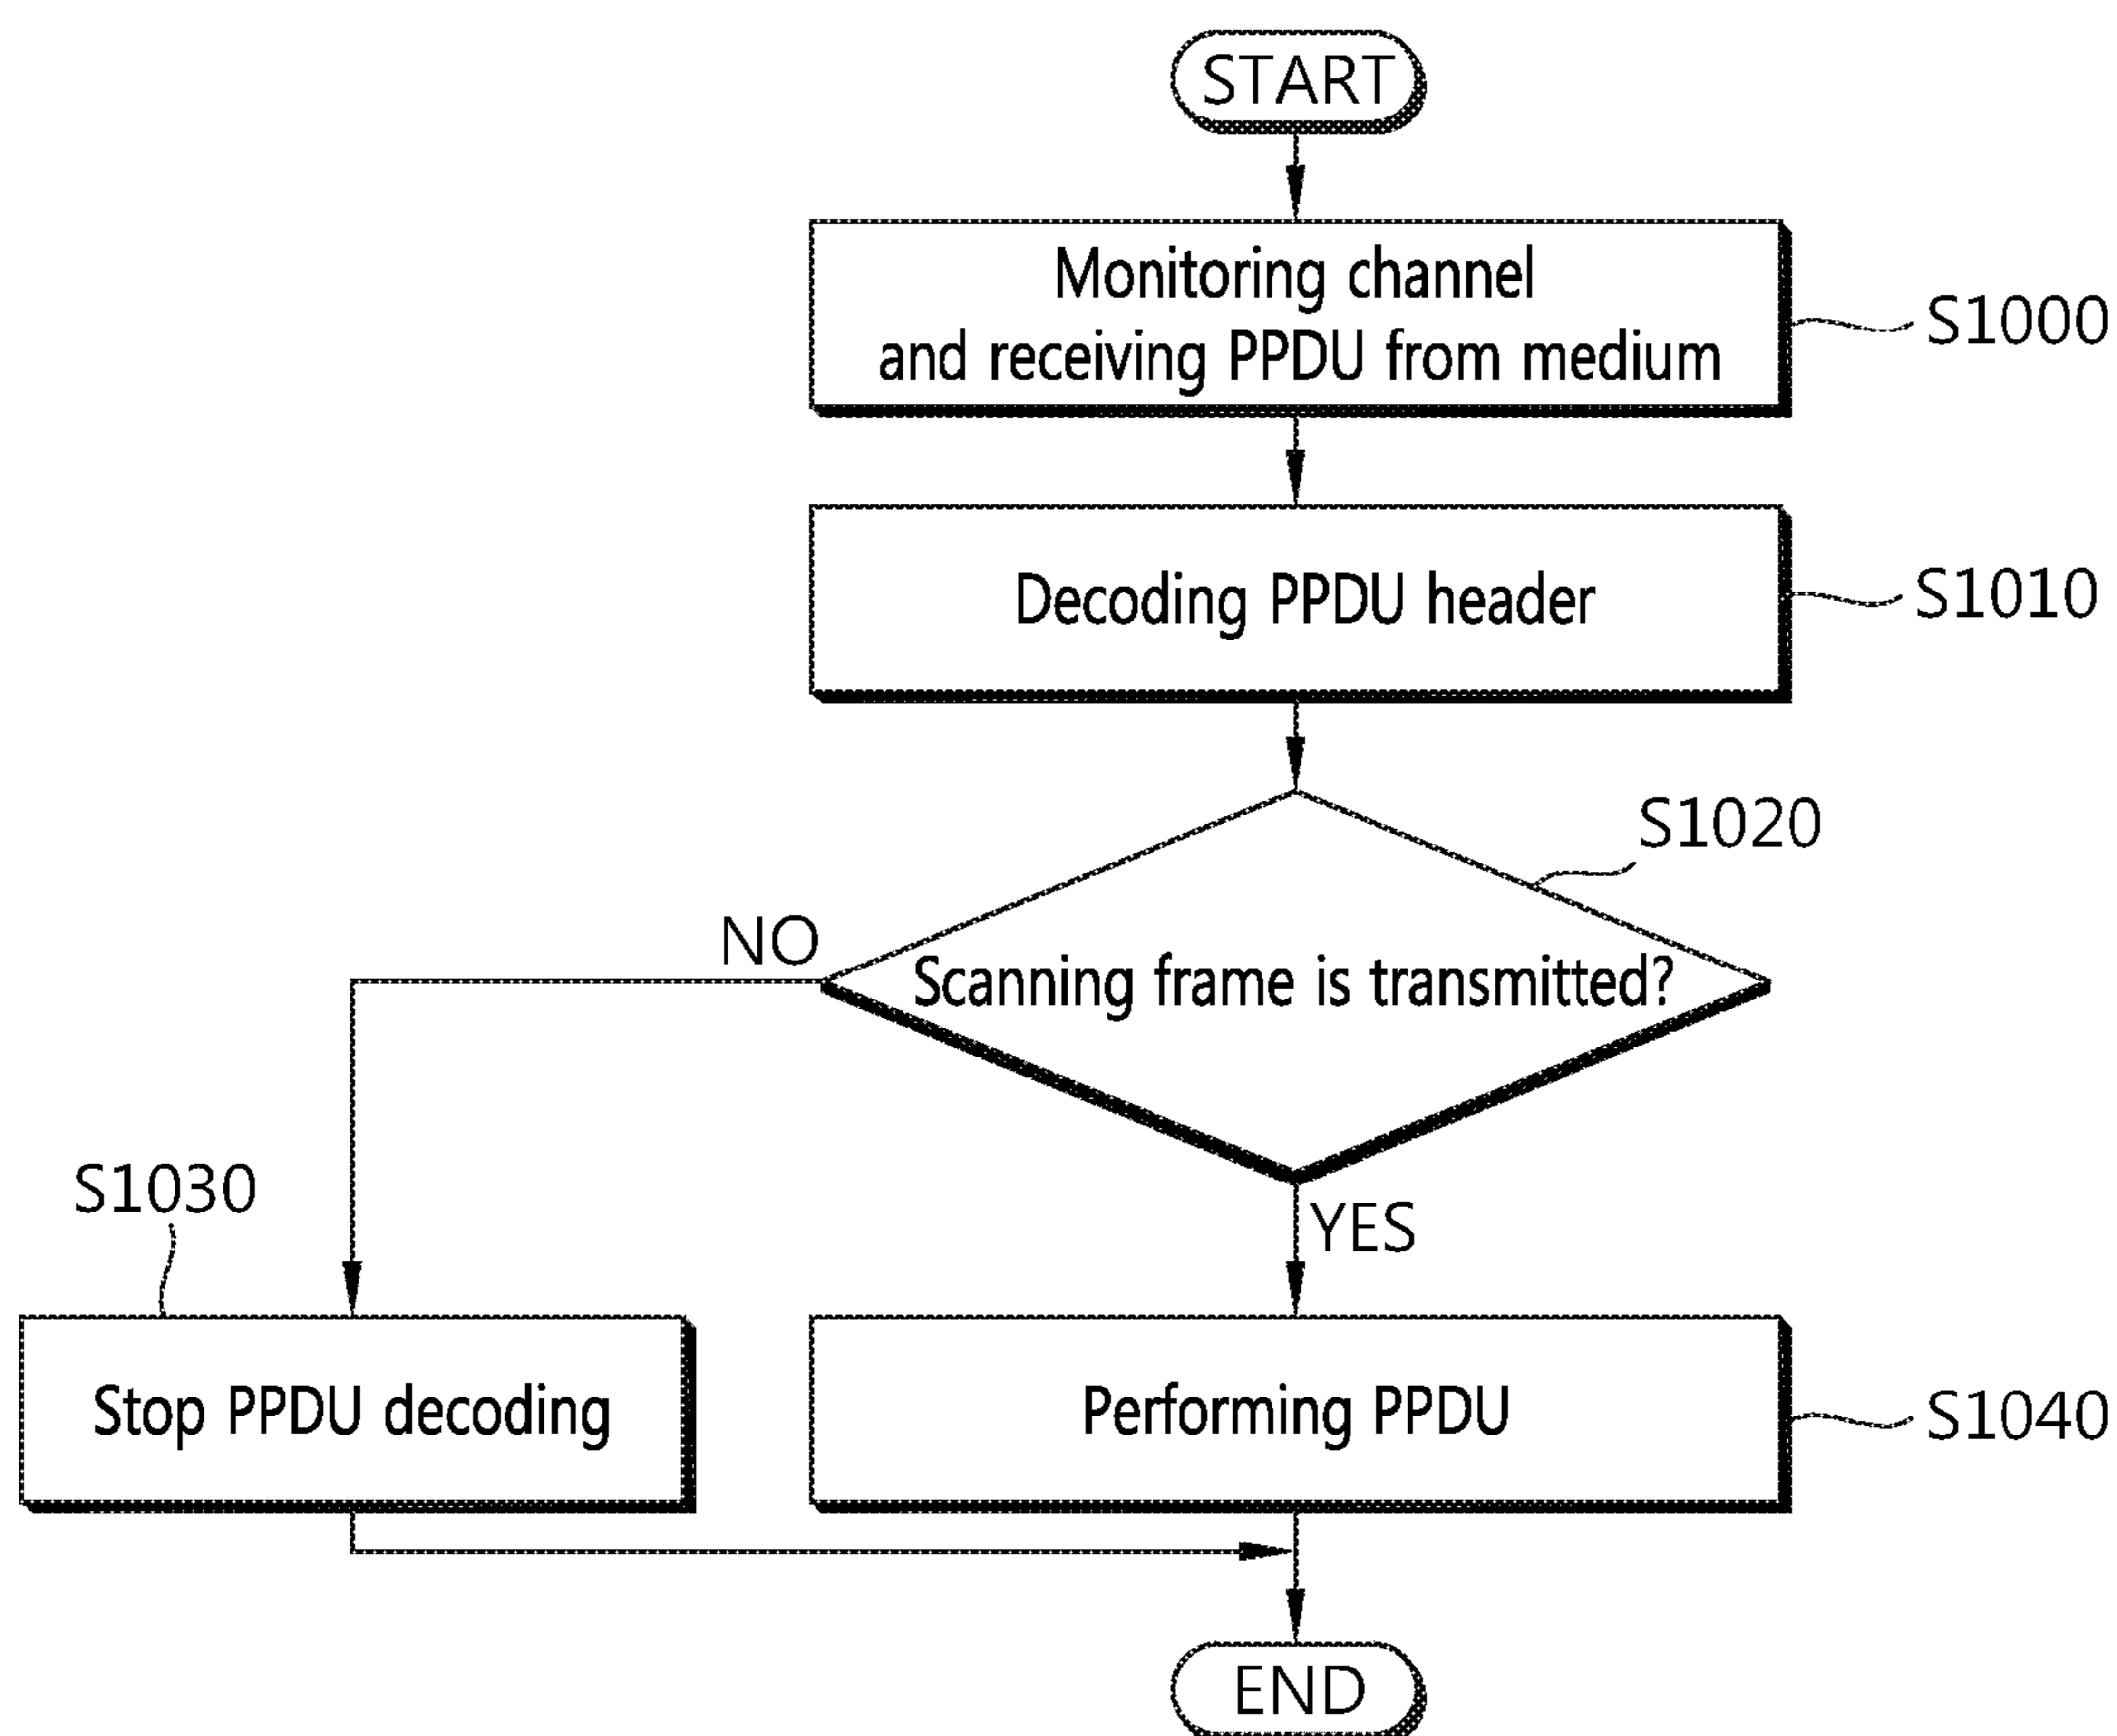 START
Monitoring channel
and receiving PPDU from medium
S1000
Decoding PPDU header
S1010
S1020
NO
Scanning frame is transmitted?
S1030
YES
Stop PPDU decoding
Performing PPDU
S1040
END